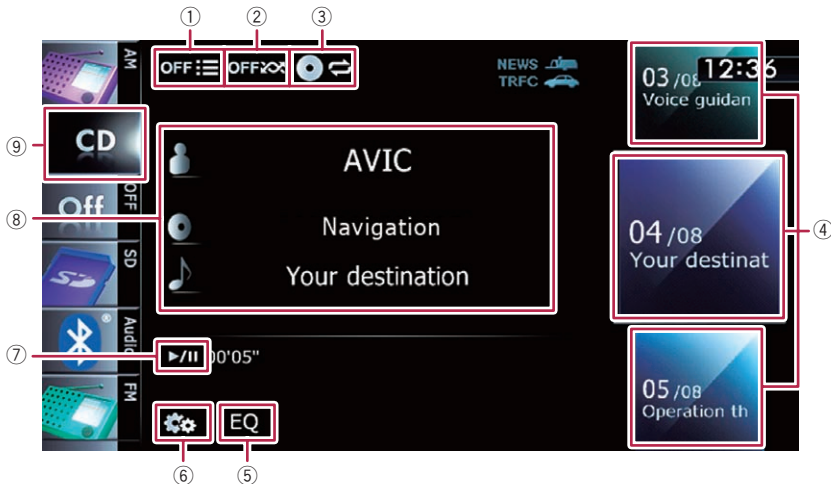 ① ② ③
AM
OFF OFF
NEWS
TRFC
12:36
03/08
Voice guidan
⑨
CD
⑧
OFF
Off
AVIC
Navigation
Your destination
④
04/08
Your destinat
SD
SD
Audio
⑦
00'05"
FM
05/08
Operation th
EQ
⑥ ⑤